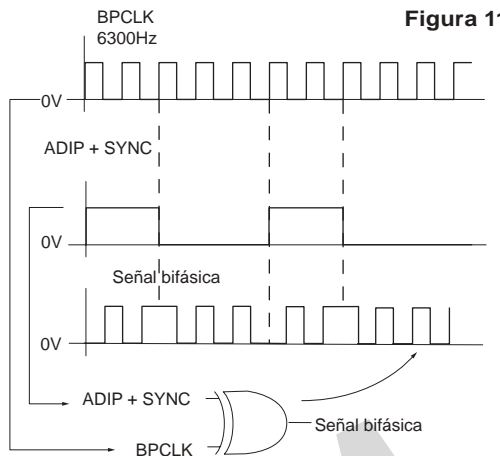 BPCLK
6300Hz
Figura 11
0V
ADIP + SYNC
0V
Señal bifásica
0V
ADIP + SYNC
Señal bifásica
BPCLK